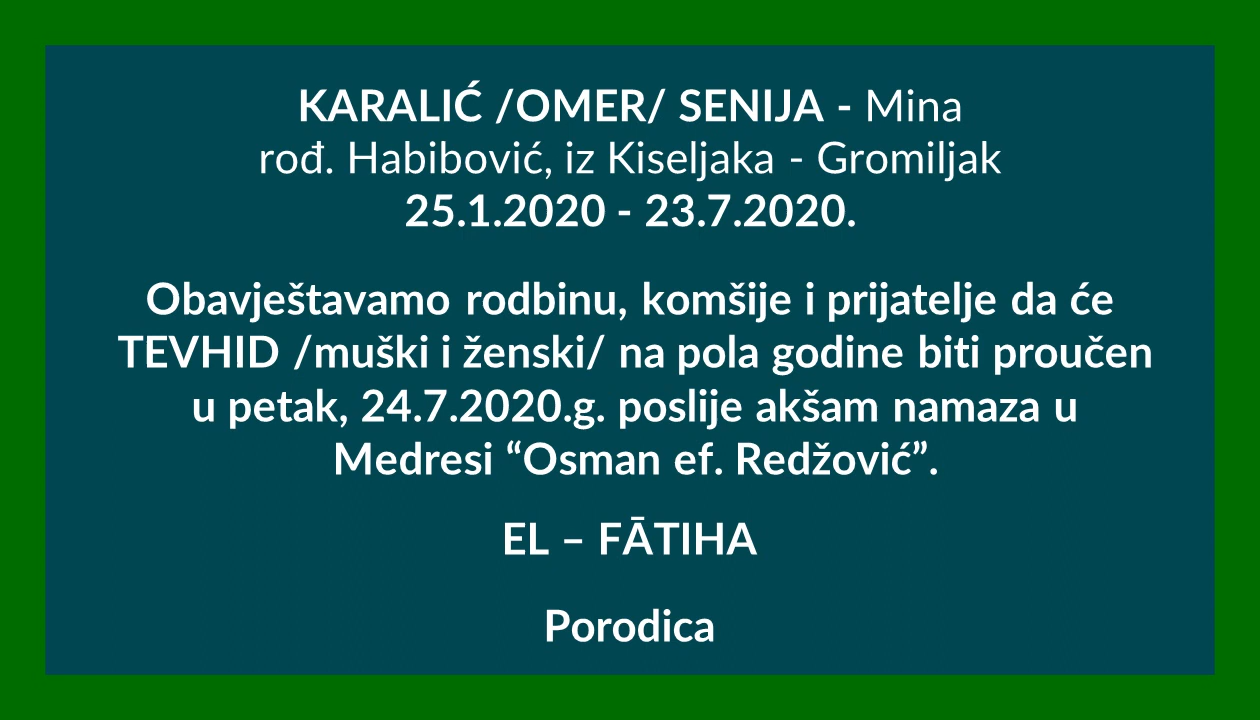 KARALIĆ /OMER/ SENIJA - Mina
rođ. Habibović, iz Kiseljaka - Gromiljak
25.1.2020 - 23.7.2020.
Obavještavamo rodbinu, komšije i prijatelje da će
TEVHID /muški i ženski/ na pola godine biti proučen
u petak, 24.7.2020.g. poslije akšam namaza u
Medresi “Osman ef. Redžović”.
EL – FĀTIHA
Porodica